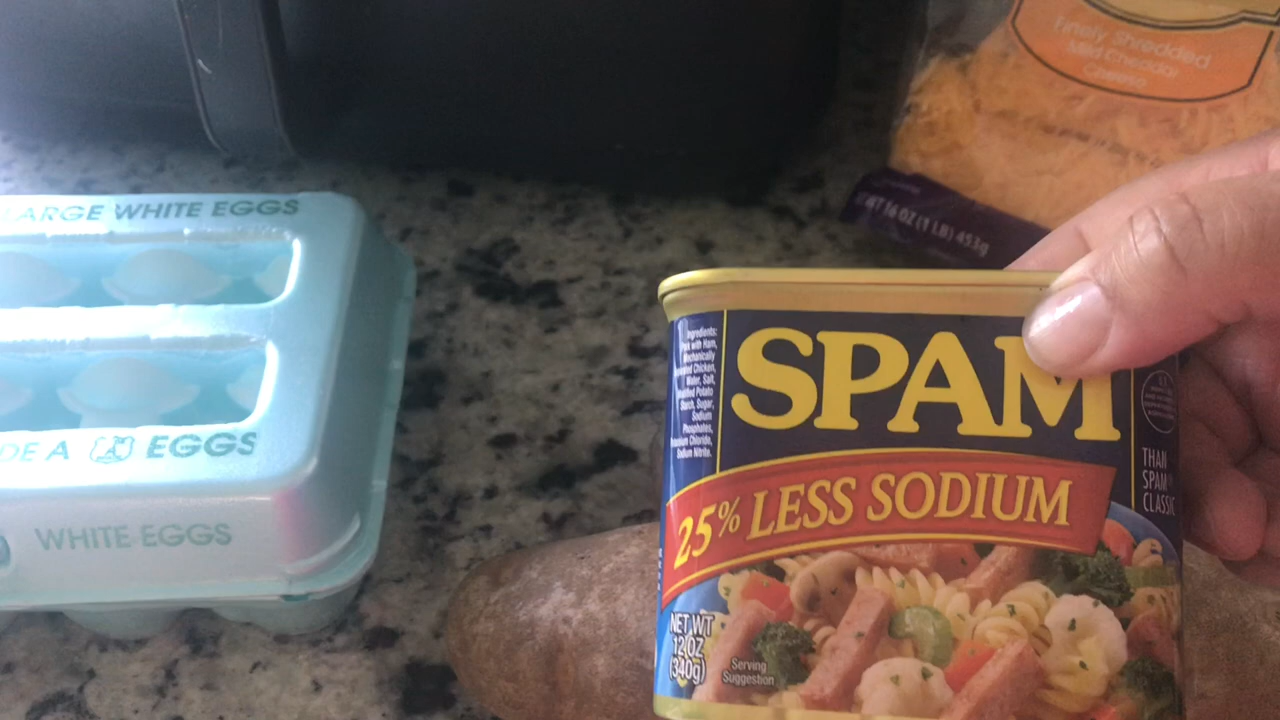 LARGE WHITE EGGS
DE A EGGS
WHITE EGGS
Finely Shredded
Mild Cheddar
Cheese
WT 16 OZ (1 LB) 453g
SPAM
25% LESS SODIUM
THAN
SPAM
CLASSIC
Ingredients:
Pork with Ham,
Mechanically
Separated Chicken,
Water, Salt,
Modified Potato
Starch, Sugar,
Sodium
Phosphates,
Potassium Chloride,
Sodium Nitrite.
NET WT
12 OZ
(340g)
Serving
Suggestion